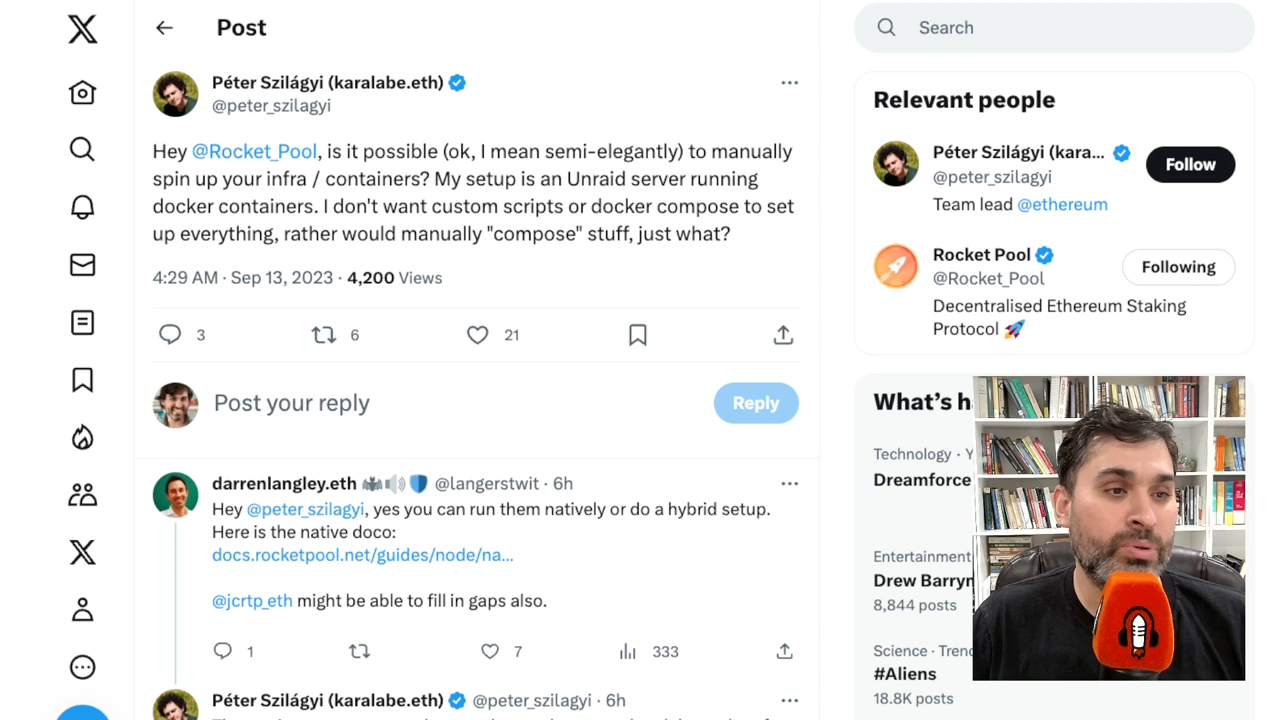 Post
Péter Szilágyi (karalabe.eth)
@peter_szilagyi
Hey @Rocket_Pool, is it possible (ok, I mean semi-elegantly) to manually
spin up your infra / containers? My setup is an Unraid server running
docker containers. I don't want custom scripts or docker compose to set
up everything, rather would manually "compose" stuff, just what?
4:29 AM · Sep 13, 2023 · 4,200 Views
3 6 21
Post your reply
Reply
darrenlangley.eth @langerstwit · 6h
Hey @peter_szilagyi, yes you can run them natively or do a hybrid setup.
Here is the native doco:
docs.rocketpool.net/guides/node/na...
@jcrtp_eth might be able to fill in gaps also.
1 7 333
Péter Szilágyi (karalabe.eth) @peter_szilagyi · 6h
Search
Relevant people
Péter Szilágyi (kara...
@peter_szilagyi
Follow
Team lead @ethereum
Rocket Pool
@Rocket_Pool
Following
Decentralised Ethereum Staking
Protocol
What's h
Technology ·
Dreamforce
Entertainment
Drew Barrym
8,844 posts
Science · Trend
#Aliens
18.8K posts